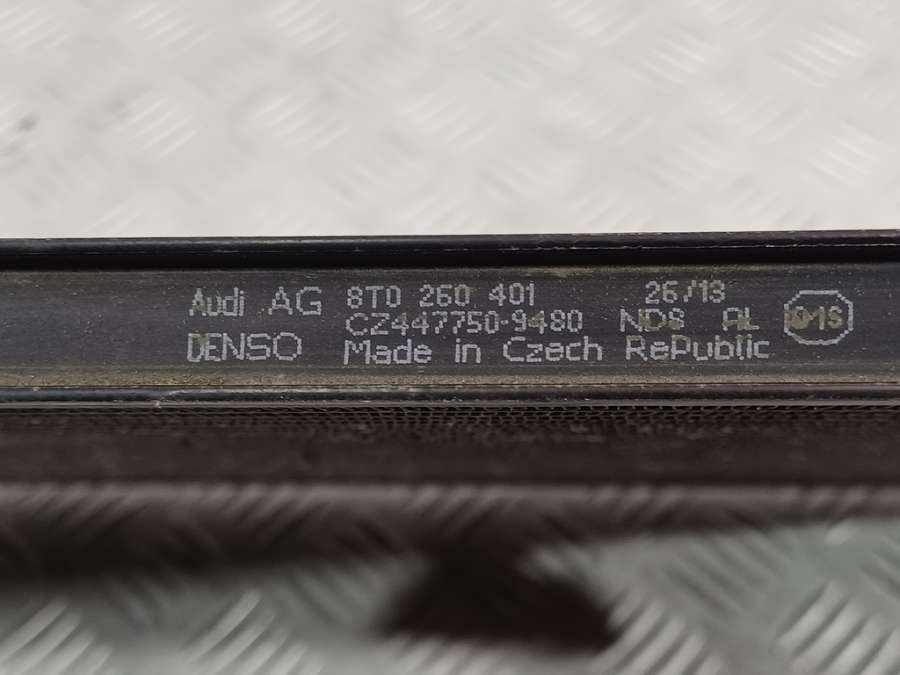 Audi AG 8T0 260 401 26/13
CZ447750-9480 NDS AL
DENSO Made in Czech RePublic